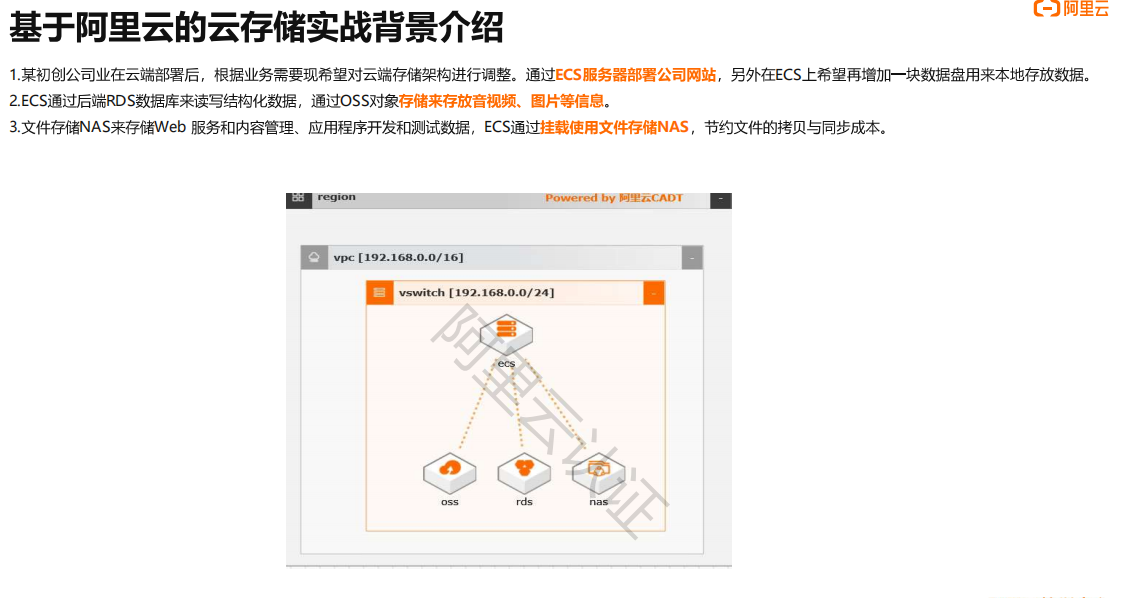 基于阿里云的云存储实战背景介绍
阿里云
1.某初创公司业在云端部署后，根据业务需要现希望对云端存储架构进行调整。通过ECS服务器部署公司网站，另外在ECS上希望再增加一块数据盘用来本地存放数据。
2.ECS通过后端RDS数据库来读写结构化数据，通过OSS对象存储来存放音视频、图片等信息。
3.文件存储NAS来存储Web 服务和内容管理、应用程序开发和测试数据，ECS通过挂载使用文件存储NAS，节约文件的拷贝与同步成本。
region
Powered by 阿里云CADT
vpc [192.168.0.0/16]
vswitch [192.168.0.0/24]
ecs
oss
rds
nas
阿里云认证